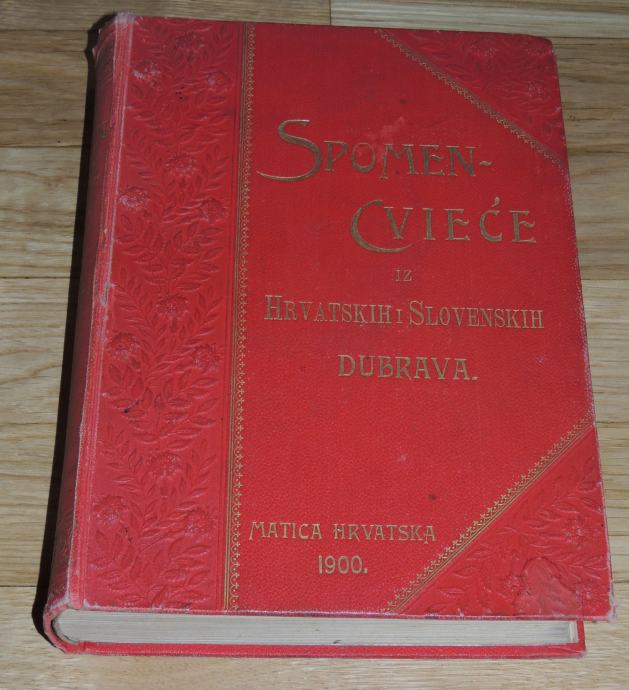 SPOMEN-
CVIEĆE
IZ
HRVATSKIH I SLOVENSKIH
DUBRAVA.
MATICA HRVATSKA
1900.